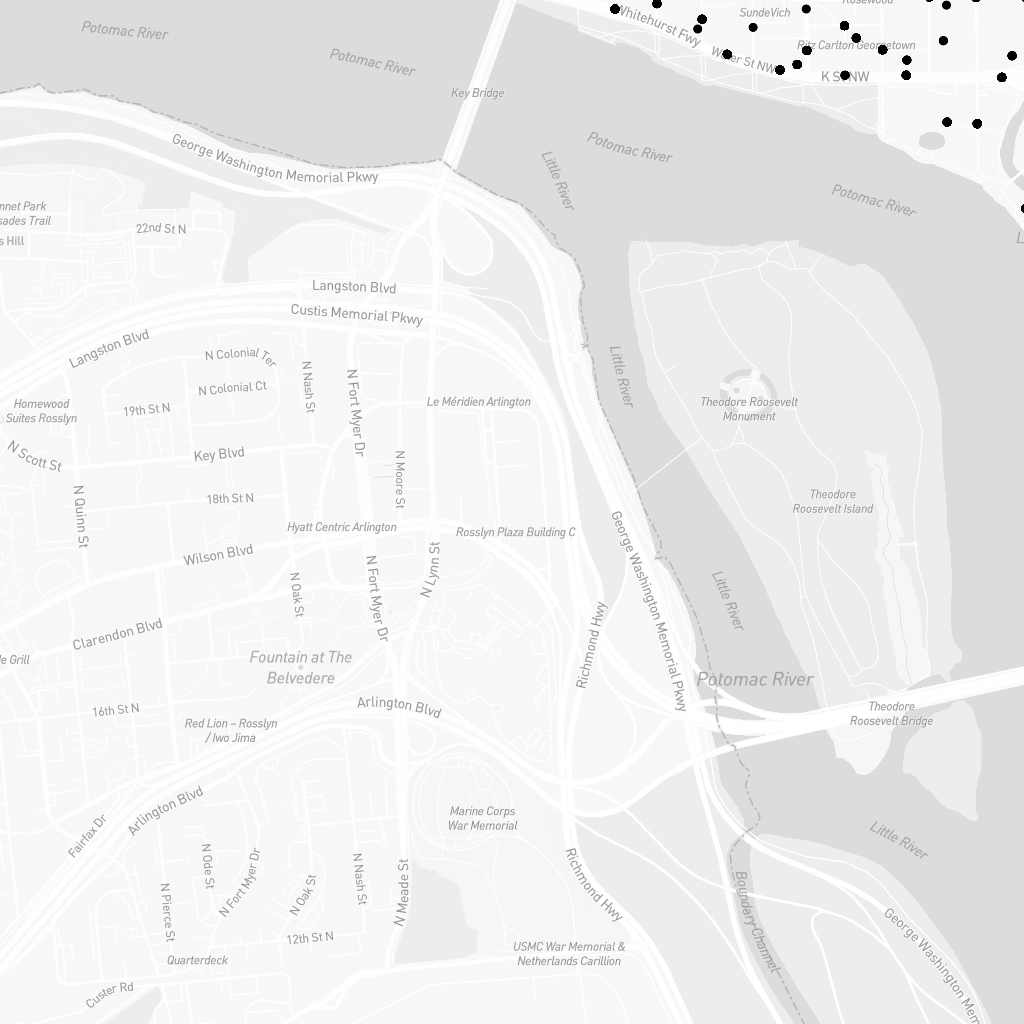 Rosewood
SundeVich
Whitehurst Fwy
Ritz Carlton Georgetown
Water St NW
K St NW
Potomac River
Potomac River
Key Bridge
Potomac River
George Washington Memorial Pkwy
Little River
Potomac River
nnet Park
sades Trail
22nd St N
s Hill
L
Langston Blvd
Custis Memorial Pkwy
Langston Blvd
N Colonial Ter
N Nash St
N Fort Myer Dr
Little River
N Colonial Ct
Homewood
Suites Rosslyn
19th St N
Le Méridien Arlington
Theodore Roosevelt
Monument
N Scott St
Key Blvd
N Moore St
N Quinn St
18th St N
Theodore
Roosevelt Island
Hyatt Centric Arlington
Rosslyn Plaza Building C
George Washington Memorial Pkwy
Wilson Blvd
N Lynn St
N Oak St
N Fort Myer Dr
Little River
Clarendon Blvd
Richmond Hwy
le Grill
Fountain at The
Belvedere
Potomac River
16th St N
Arlington Blvd
Theodore
Roosevelt Bridge
Red Lion – Rosslyn
/ Iwo Jima
Arlington Blvd
Marine Corps
War Memorial
Fairfax Dr
Little River
N Ode St
N Fort Myer Dr
N Nash St
N Oak St
N Meade St
N Pierce St
Richmond Hwy
Boundary Channel
George Washington Mem
12th St N
USMC War Memorial &
Netherlands Carillion
Quarterdeck
Custer Rd